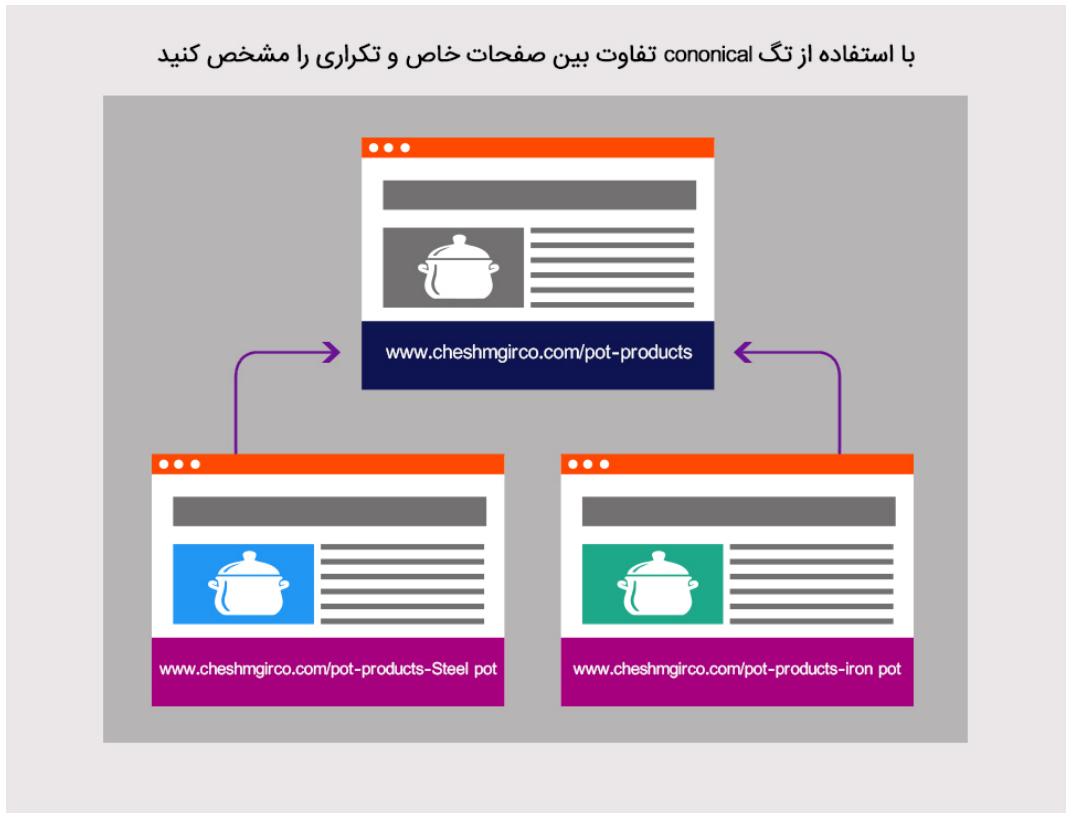 با استفاده از تگ cononical تفاوت بین صفحات خاص و تکراری را مشخص کنید
www.cheshmgirco.com/pot-products
www.cheshmgirco.com/pot-products-Steel pot
www.cheshmgirco.com/pot-products-iron pot